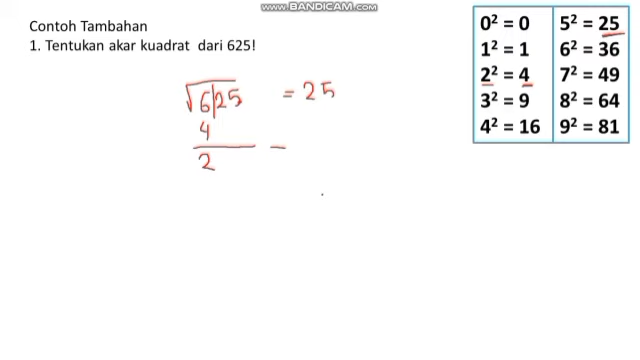 www.BANDICAM.com
Contoh Tambahan
1. Tentukan akar kuadrat dari 625!
√6|25 = 25
4
2 −
0² = 0
1² = 1
2² = 4
3² = 9
4² = 16
5² = 25
6² = 36
7² = 49
8² = 64
9² = 81